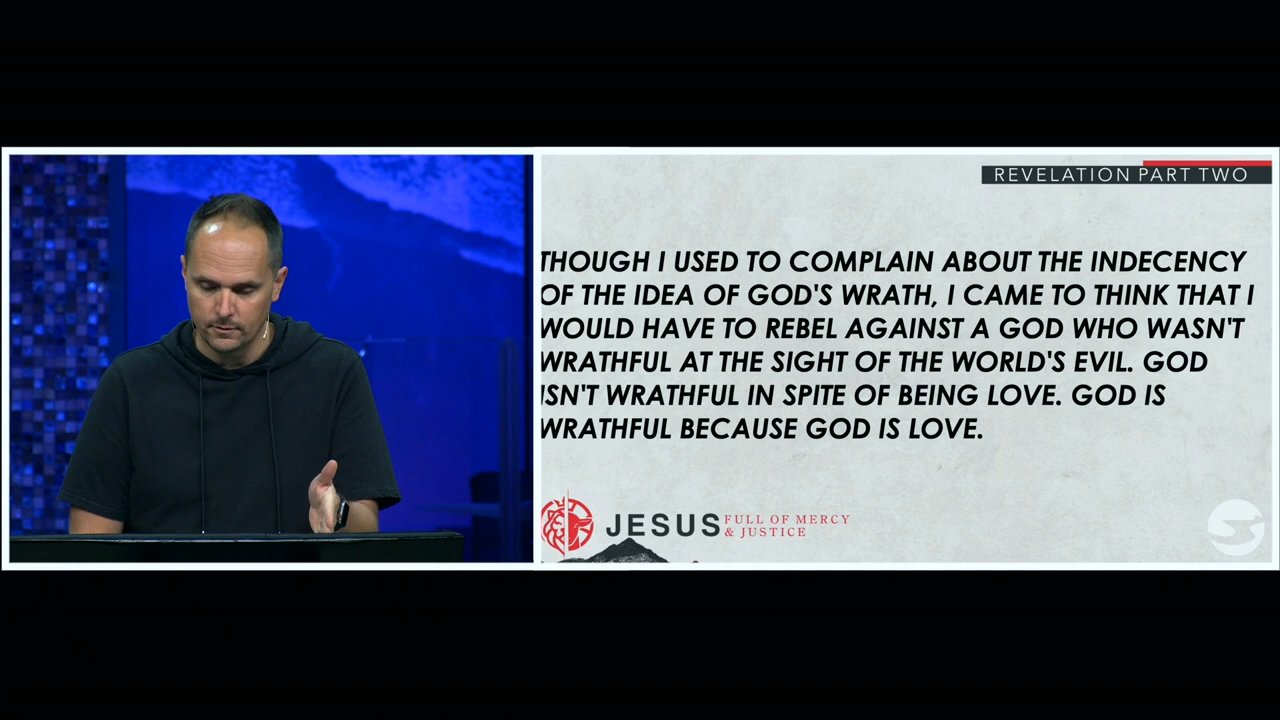 REVELATION PART TWO
THOUGH I USED TO COMPLAIN ABOUT THE INDECENCY
OF THE IDEA OF GOD'S WRATH, I CAME TO THINK THAT I
WOULD HAVE TO REBEL AGAINST A GOD WHO WASN'T
WRATHFUL AT THE SIGHT OF THE WORLD'S EVIL. GOD
ISN'T WRATHFUL IN SPITE OF BEING LOVE. GOD IS
WRATHFUL BECAUSE GOD IS LOVE.
JESUS FULL OF MERCY
& JUSTICE